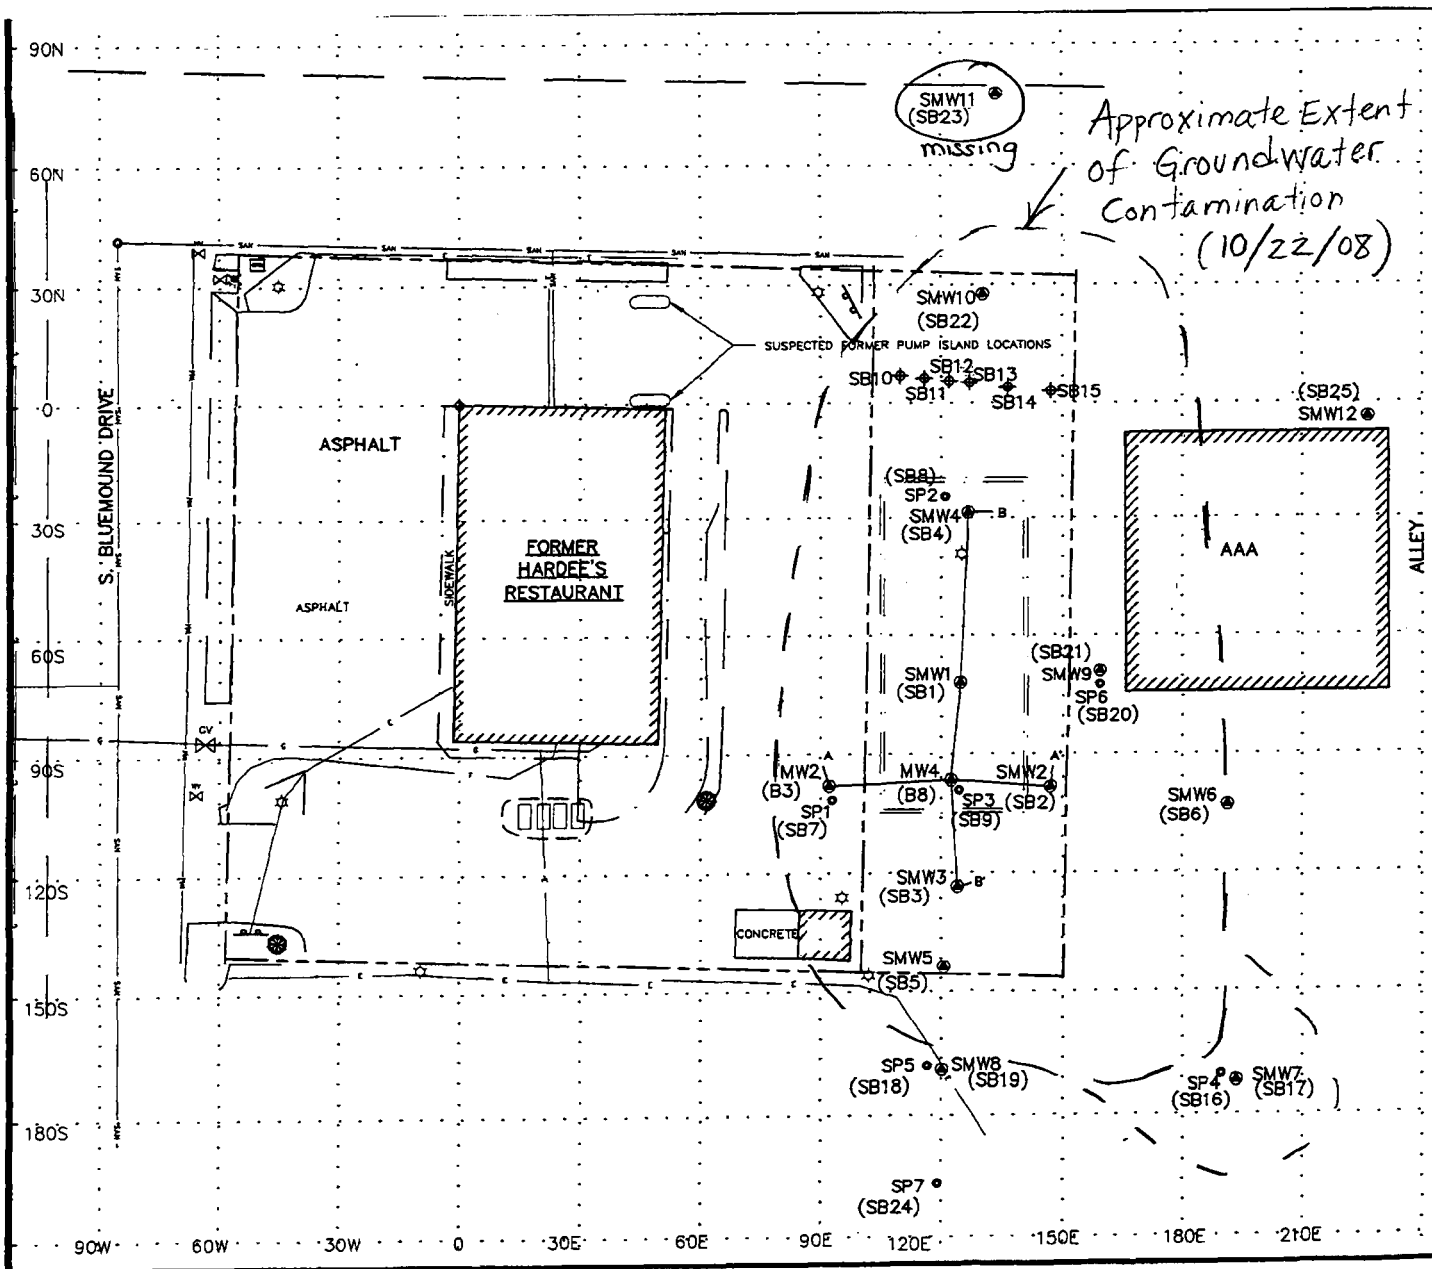 90N
SMW11
(SB23)
missing
Approximate Extent
of Groundwater
Contamination
(10/22/08)
60N
SAN SAN SAN SAN SAN
30N
SMW10
(SB22)
SUSPECTED FORMER PUMP ISLAND LOCATIONS
SB10 SB11 SB12 SB13 SB14 SB15
(SB25)
SMW12
0
S. BLUEMOUND DRIVE
ASPHALT
(SB8)
SP2
SMW4 B
(SB4)
30S
FORMER
HARDEE'S
RESTAURANT
SIDEWALK
AAA
ALLEY
ASPHALT
60S
(SB21)
SMW9
SP6
(SB20)
SMW1
(SB1)
GV
G G G
90S
A
MW2
(B3)
MW4
(B8)
SMW2 A'
(SB2)
SP1
(SB7)
SP3
(SB9)
SMW6
(SB6)
120S
SMW3 B'
(SB3)
CONCRETE
SMW5
(SB5)
E E E E
150S
SP5
(SB18)
SMW8
(SB19)
SP4
(SB16)
SMW7
(SB17)
180S
SP7
(SB24)
90W 60W 30W 0 30E 60E 90E 120E 150E 180E 210E